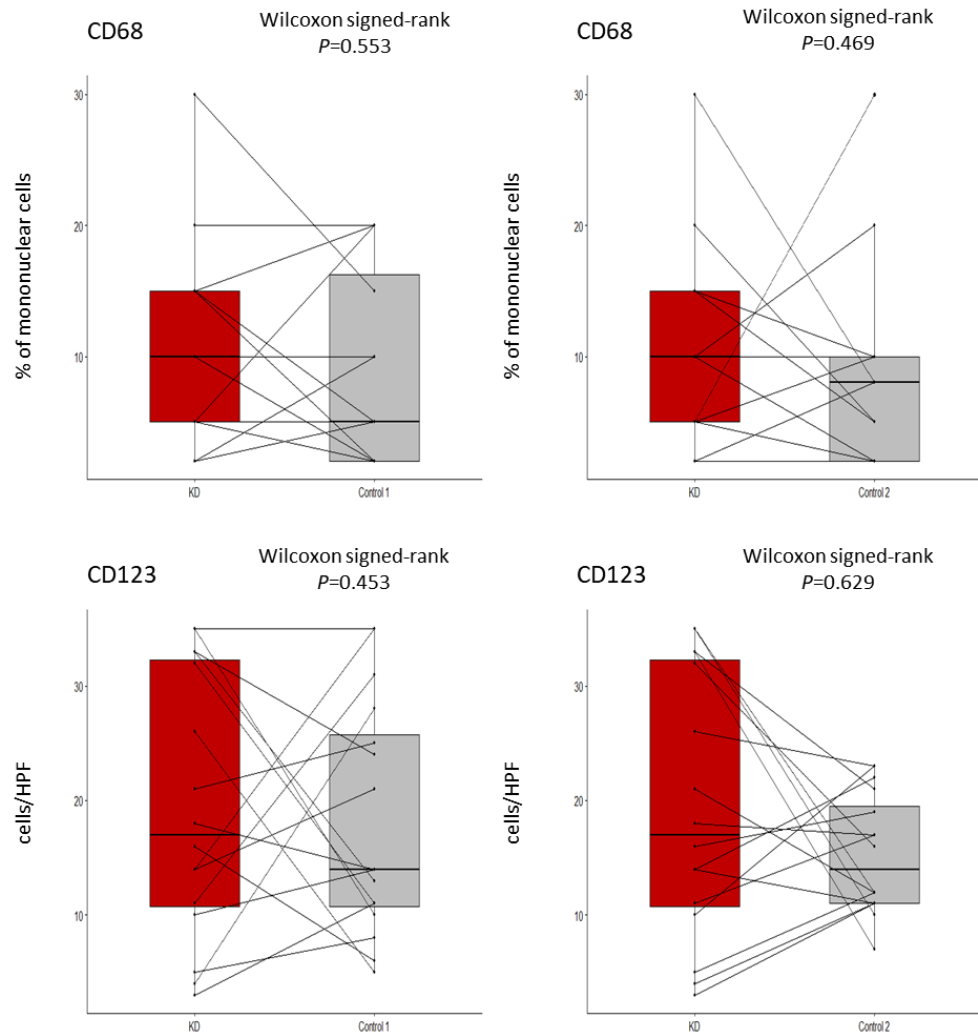 CD68
Wilcoxon signed-rank
P=0.553
30
20
10
% of mononuclear cells
KD
Control 1
CD68
Wilcoxon signed-rank
P=0.469
30
20
10
% of mononuclear cells
KD
Control 2
CD123
Wilcoxon signed-rank
P=0.453
30
20
10
cells/HPF
KD
Control 1
CD123
Wilcoxon signed-rank
P=0.629
30
20
10
cells/HPF
KD
Control 2